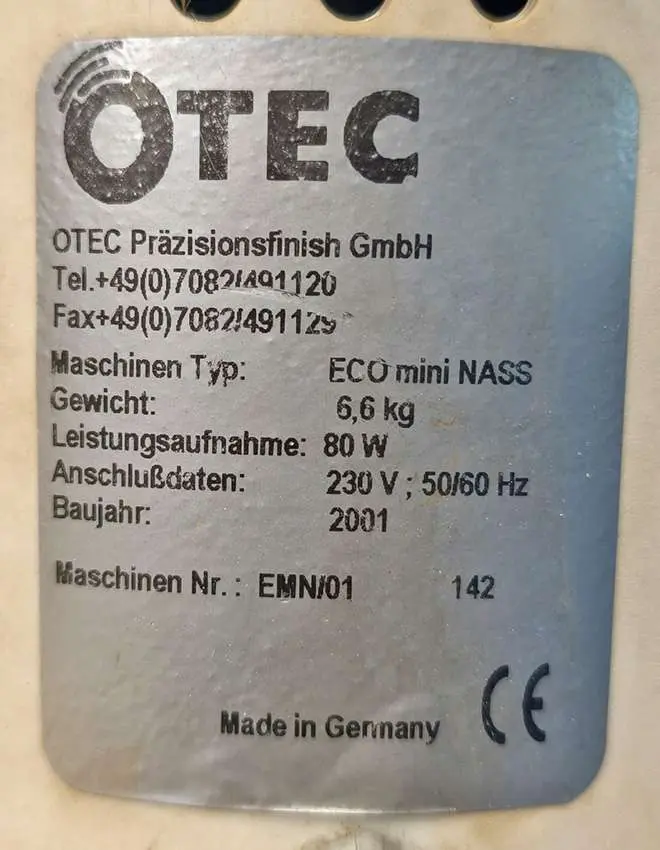 OTEC
OTEC Präzisionsfinish GmbH
Tel.+49(0)7082/491120
Fax+49(0)7082/491129
Maschinen Typ: ECO mini NASS
Gewicht: 6,6 kg
Leistungsaufnahme: 80 W
Anschlußdaten: 230 V ; 50/60 Hz
Baujahr: 2001
Maschinen Nr. : EMN/01 142
Made in Germany CE